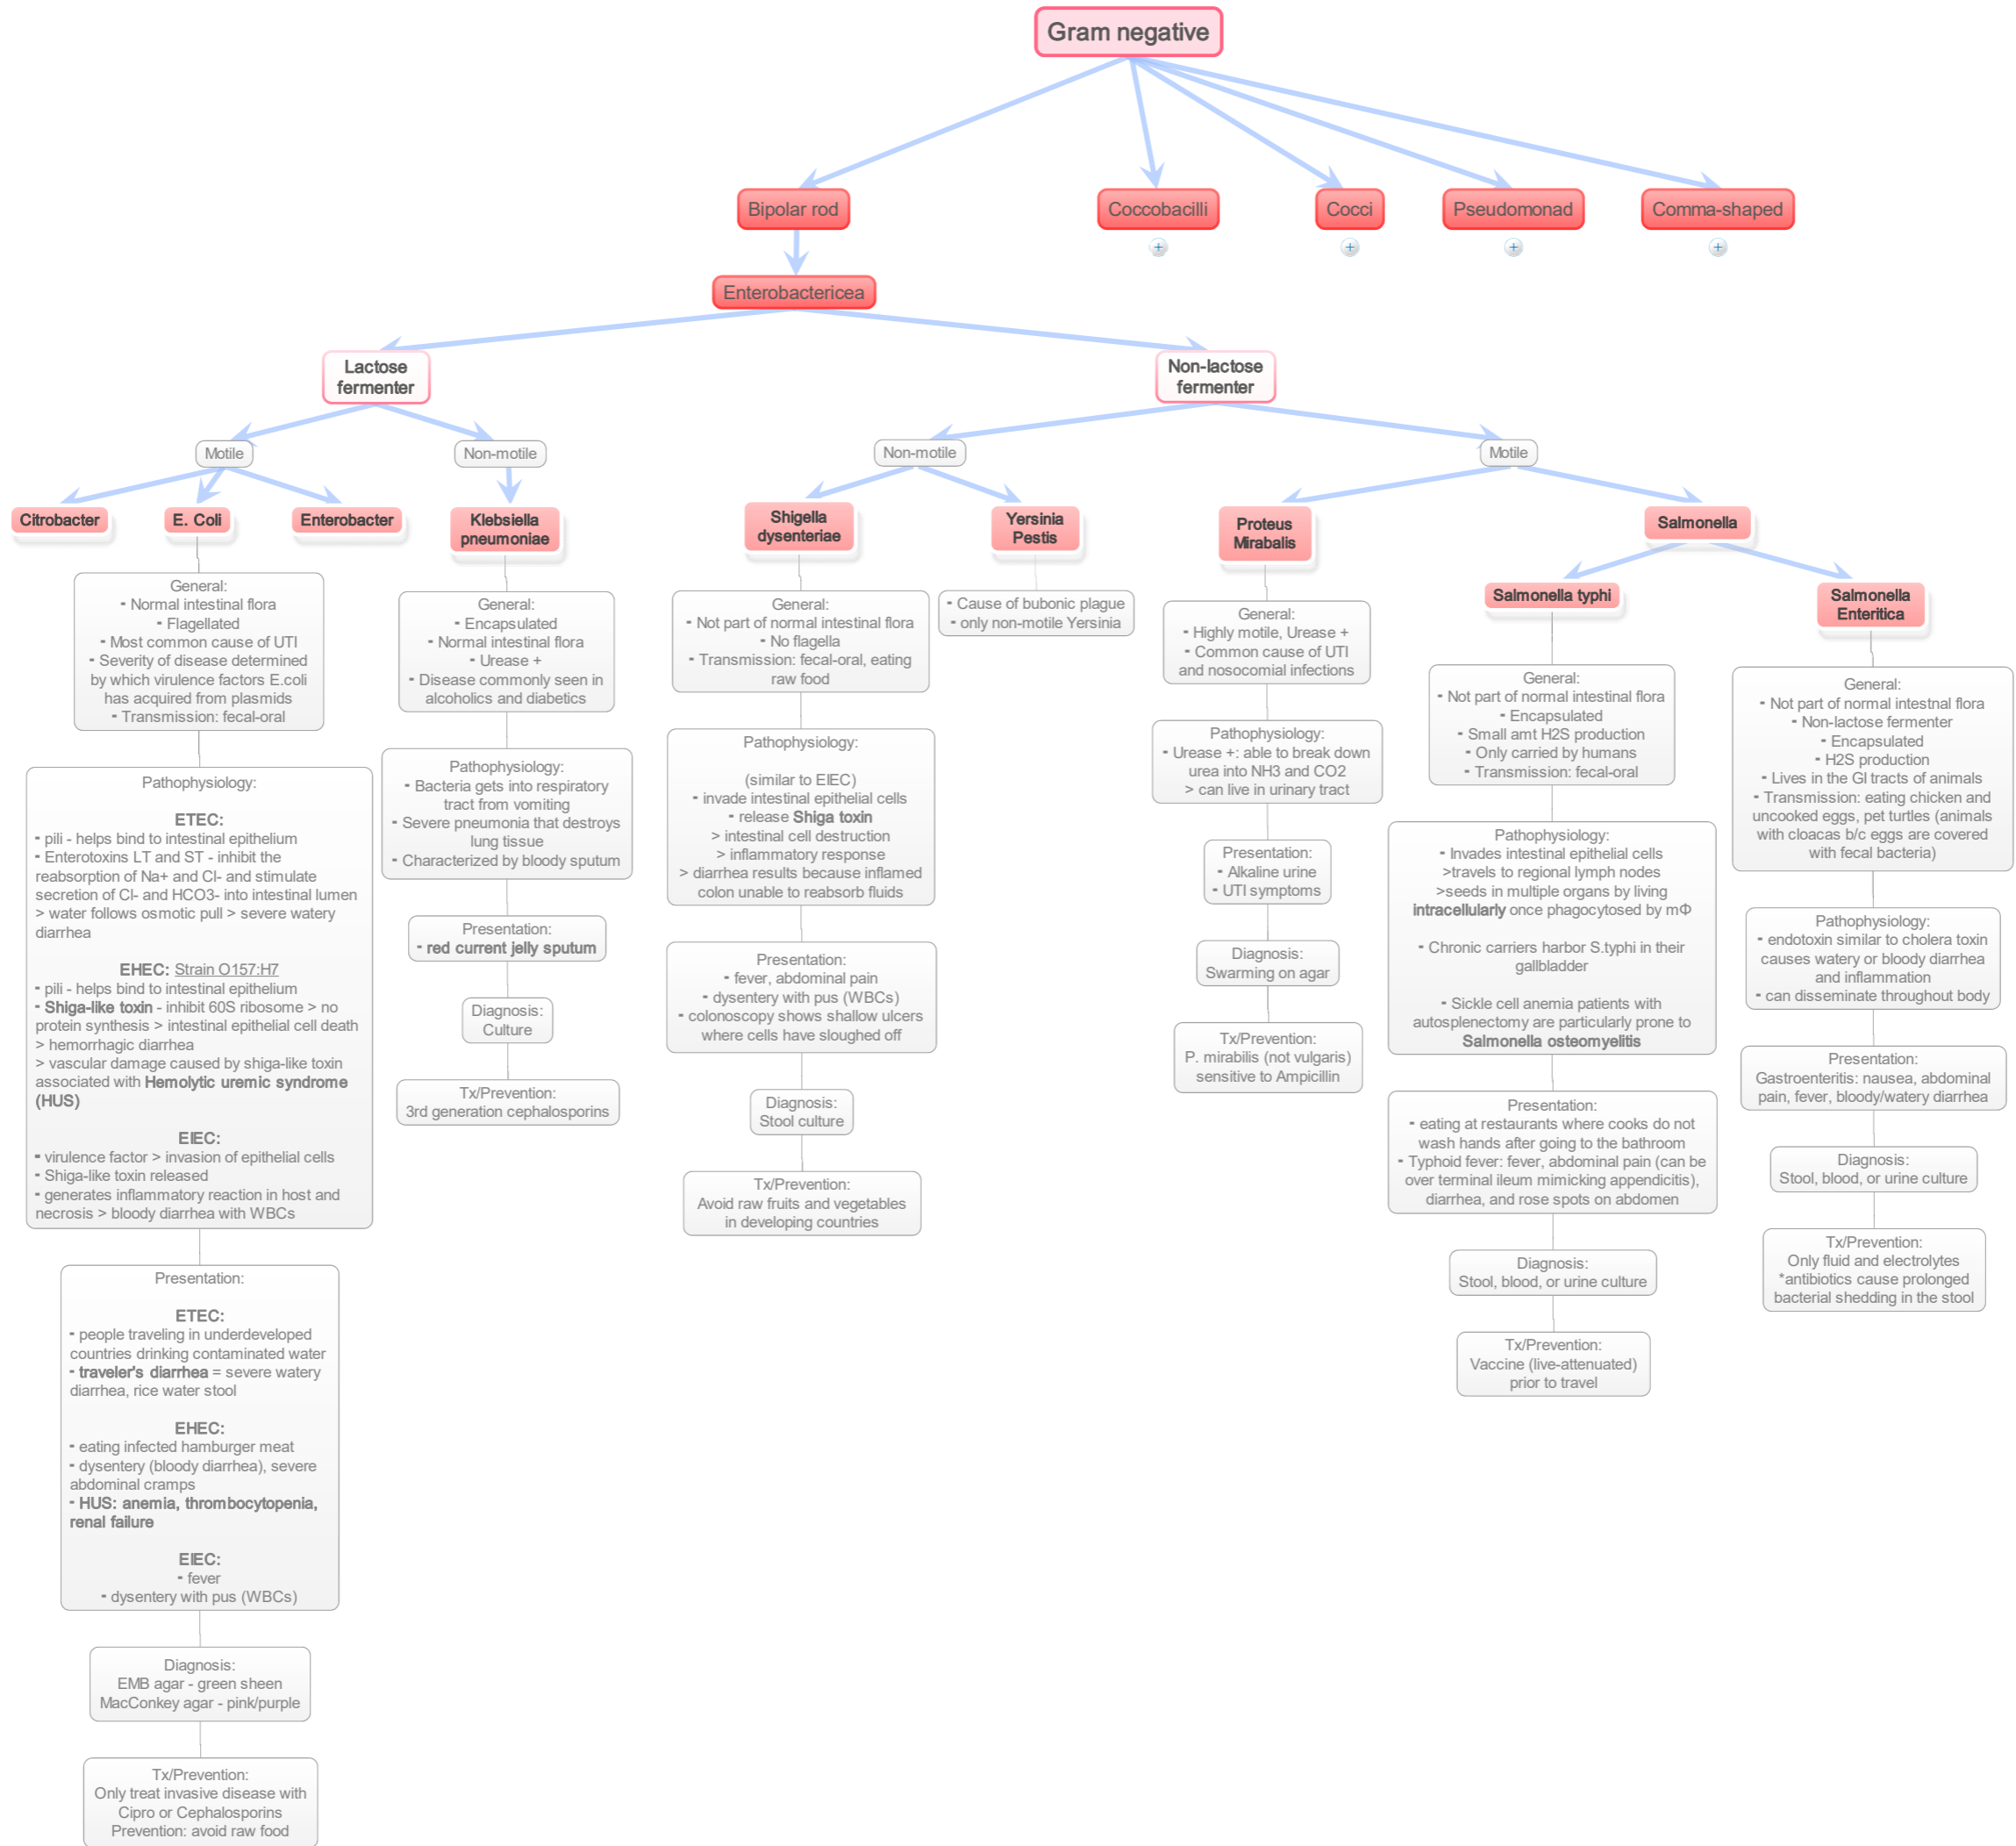 Gram negative
Bipolar rod
Coccobacilli
Cocci
Pseudomonad
Comma-shaped
Enterobactericea
Lactose
fermenter
Non-lactose
fermenter
Motile
Non-motile
Non-motile
Motile
Citrobacter
E. Coli
Enterobacter
Klebsiella
pneumoniae
Shigella
dysenteriae
Yersinia
Pestis
Proteus
Mirabalis
Salmonella
Salmonella typhi
Salmonella
Enteritica
General:
- Normal intestinal flora
- Flagellated
- Most common cause of UTI
- Severity of disease determined
by which virulence factors E.coli
has acquired from plasmids
- Transmission: fecal-oral
Pathophysiology:
ETEC:
- pili - helps bind to intestinal epithelium
- Enterotoxins LT and ST - inhibit the
reabsorption of Na+ and Cl- and stimulate
secretion of Cl- and HCO3- into intestinal lumen
> water follows osmotic pull > severe watery
diarrhea
EHEC: Strain O157:H7
- pili - helps bind to intestinal epithelium
- Shiga-like toxin - inhibit 60S ribosome > no
protein synthesis > intestinal epithelial cell death
> hemorrhagic diarrhea
> vascular damage caused by shiga-like toxin
associated with Hemolytic uremic syndrome
(HUS)
EIEC:
- virulence factor > invasion of epithelial cells
- Shiga-like toxin released
- generates inflammatory reaction in host and
necrosis > bloody diarrhea with WBCs
Presentation:
ETEC:
- people traveling in underdeveloped
countries drinking contaminated water
- traveler's diarrhea = severe watery
diarrhea, rice water stool
EHEC:
- eating infected hamburger meat
- dysentery (bloody diarrhea), severe
abdominal cramps
- HUS: anemia, thrombocytopenia,
renal failure
EIEC:
- fever
- dysentery with pus (WBCs)
Diagnosis:
EMB agar - green sheen
MacConkey agar - pink/purple
Tx/Prevention:
Only treat invasive disease with
Cipro or Cephalosporins
Prevention: avoid raw food
General:
- Encapsulated
- Normal intestinal flora
- Urease +
- Disease commonly seen in
alcoholics and diabetics
Pathophysiology:
- Bacteria gets into respiratory
tract from vomiting
- Severe pneumonia that destroys
lung tissue
- Characterized by bloody sputum
Presentation:
- red current jelly sputum
Diagnosis:
Culture
Tx/Prevention:
3rd generation cephalosporins
General:
- Not part of normal intestinal flora
- No flagella
- Transmission: fecal-oral, eating
raw food
Pathophysiology:
(similar to EIEC)
- invade intestinal epithelial cells
- release Shiga toxin
> intestinal cell destruction
> inflammatory response
> diarrhea results because inflamed
colon unable to reabsorb fluids
Presentation:
- fever, abdominal pain
- dysentery with pus (WBCs)
- colonoscopy shows shallow ulcers
where cells have sloughed off
Diagnosis:
Stool culture
Tx/Prevention:
Avoid raw fruits and vegetables
in developing countries
- Cause of bubonic plague
- only non-motile Yersinia
General:
- Highly motile, Urease +
- Common cause of UTI
and nosocomial infections
Pathophysiology:
- Urease +: able to break down
urea into NH3 and CO2
> can live in urinary tract
Presentation:
- Alkaline urine
- UTI symptoms
Diagnosis:
Swarming on agar
Tx/Prevention:
P. mirabilis (not vulgaris)
sensitive to Ampicillin
General:
- Not part of normal intestinal flora
- Encapsulated
- Small amt H2S production
- Only carried by humans
- Transmission: fecal-oral
Pathophysiology:
- Invades intestinal epithelial cells
>travels to regional lymph nodes
>seeds in multiple organs by living
intracellularly once phagocytosed by mΦ
- Chronic carriers harbor S.typhi in their
gallbladder
- Sickle cell anemia patients with
autosplenectomy are particularly prone to
Salmonella osteomyelitis
Presentation:
- eating at restaurants where cooks do not
wash hands after going to the bathroom
- Typhoid fever: fever, abdominal pain (can be
over terminal ileum mimicking appendicitis),
diarrhea, and rose spots on abdomen
Diagnosis:
Stool, blood, or urine culture
Tx/Prevention:
Vaccine (live-attenuated)
prior to travel
General:
- Not part of normal intestnal flora
- Non-lactose fermenter
- Encapsulated
- H2S production
- Lives in the GI tracts of animals
- Transmission: eating chicken and
uncooked eggs, pet turtles (animals
with cloacas b/c eggs are covered
with fecal bacteria)
Pathophysiology:
- endotoxin similar to cholera toxin
causes watery or bloody diarrhea
and inflammation
- can disseminate throughout body
Presentation:
Gastroenteritis: nausea, abdominal
pain, fever, bloody/watery diarrhea
Diagnosis:
Stool, blood, or urine culture
Tx/Prevention:
Only fluid and electrolytes
*antibiotics cause prolonged
bacterial shedding in the stool